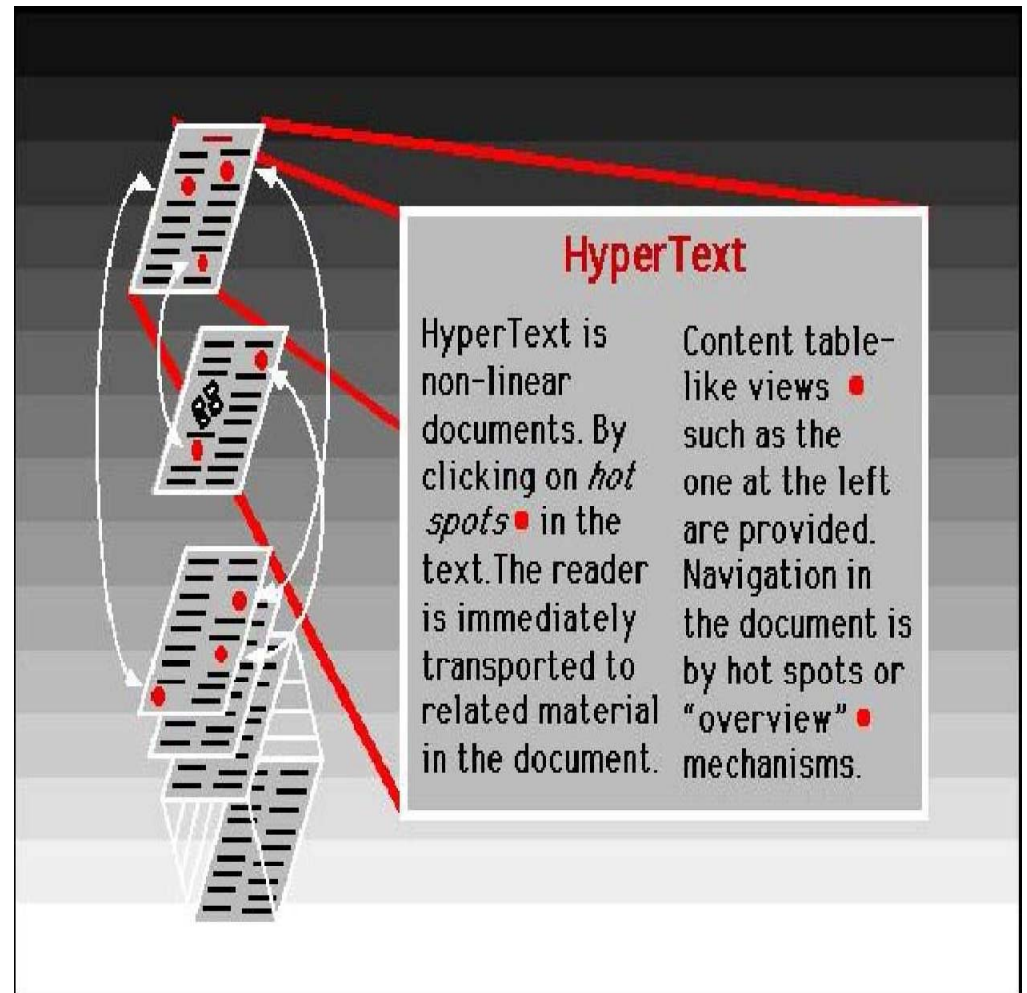 HyperText
HyperText is
non-linear
documents. By
clicking on hot
spots in the
text.The reader
is immediately
transported to
related material
in the document.
Content table-
like views
such as the
one at the left
are provided.
Navigation in
the document is
by hot spots or
"overview"
mechanisms.